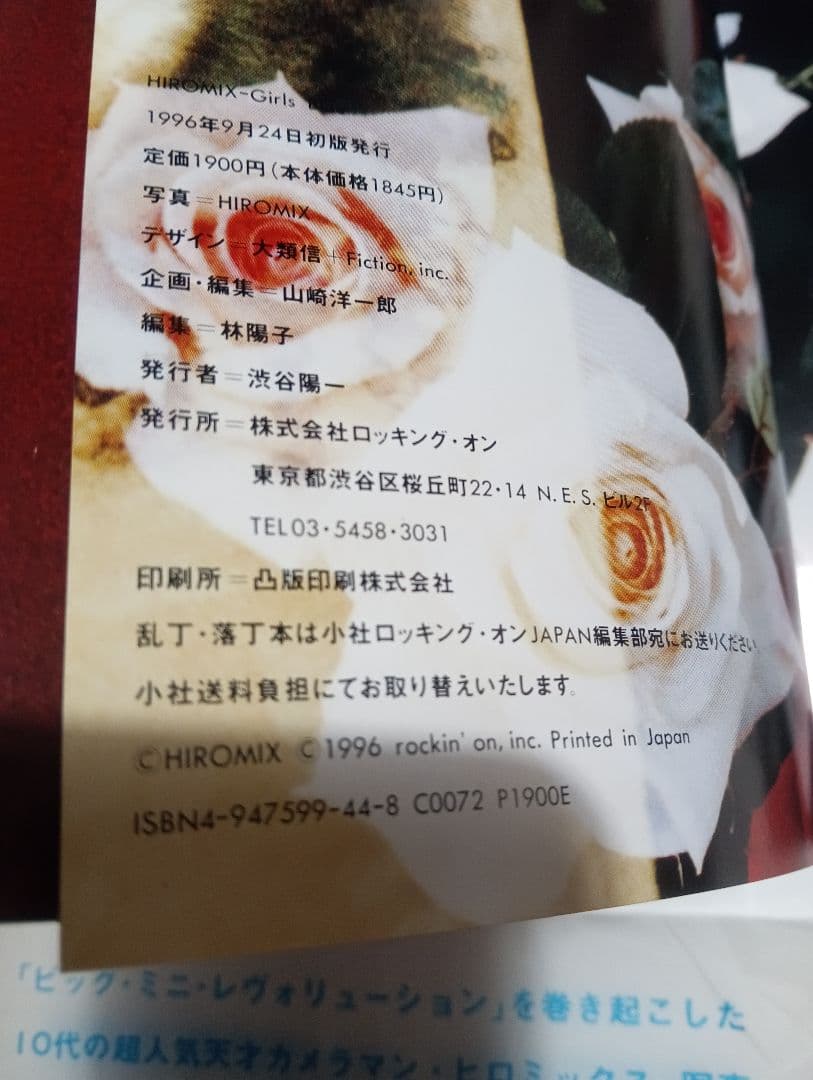 HIROMIX-Girls
1996年9月24日初版発行
定価1900円(本体価格1845円)
写真=HIROMIX
デザイン=大類信+Fiction, inc.
企画・編集=山崎洋一郎
編集=林陽子
発行者=渋谷陽一
発行所=株式会社ロッキング・オン
東京都渋谷区桜丘町22・14 N.E.S.ビル2F
TEL03・5458・3031
印刷所=凸版印刷株式会社
乱丁・落丁本は小社ロッキング・オンJAPAN編集部宛にお送りください
小社送料負担にてお取り替えいたします。
©HIROMIX ©1996 rockin' on, inc. Printed in Japan
ISBN4-947599-44-8 C0072 P1900E
「ビッグ・ミニ・レヴォリューション」を巻き起こした
10代の超人気天才カメラマン・ヒロミックス